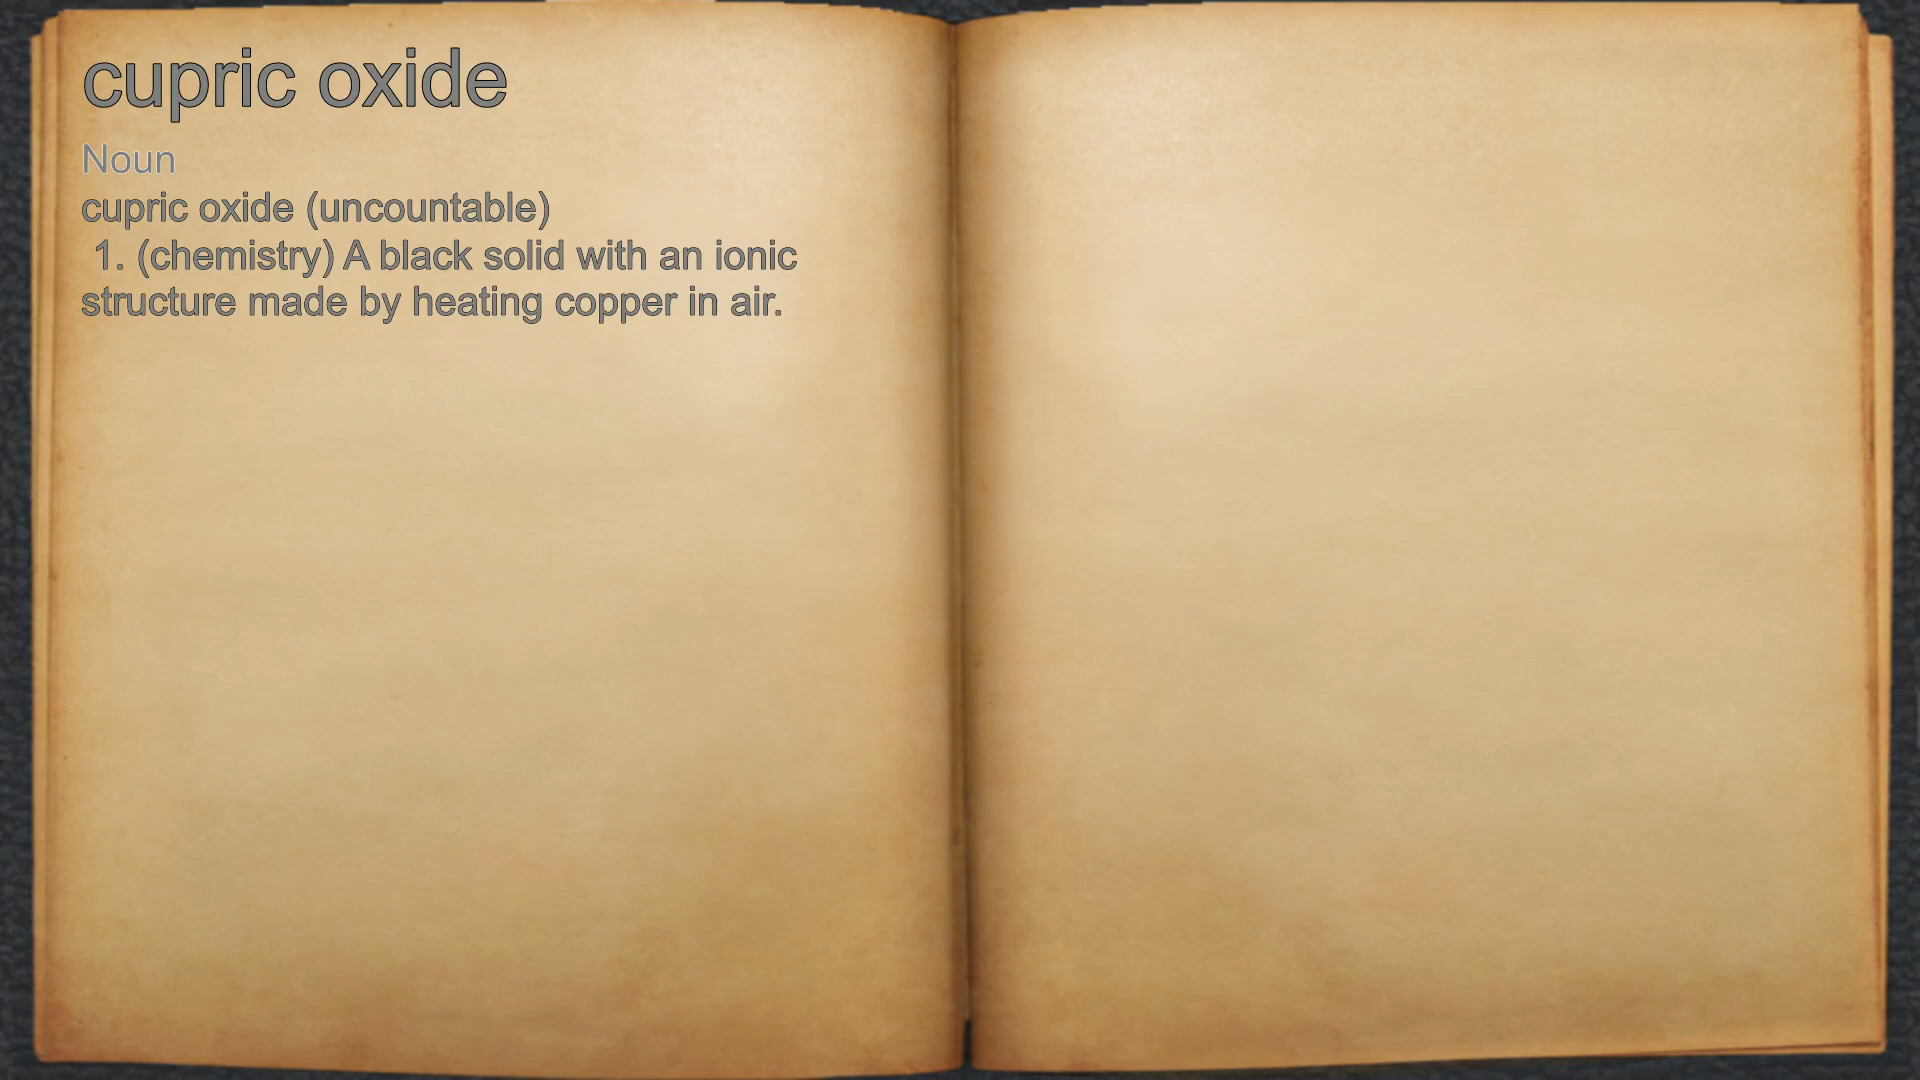 cupric oxide
Noun
cupric oxide (uncountable)
1. (chemistry) A black solid with an ionic
structure made by heating copper in air.